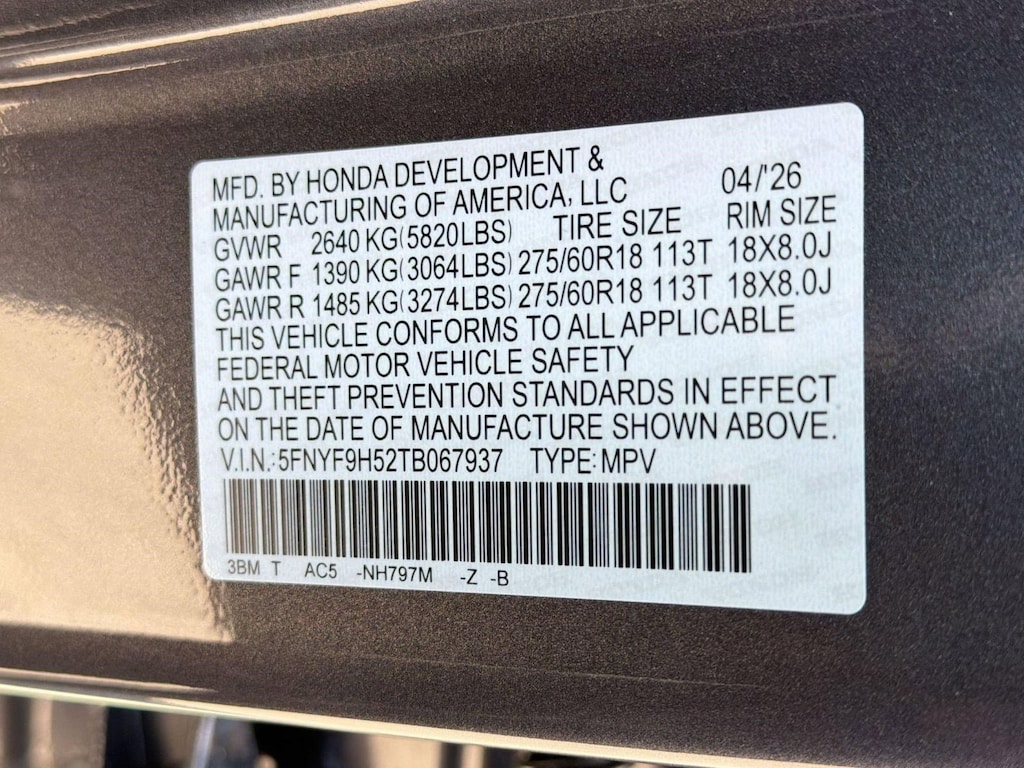 MFD. BY HONDA DEVELOPMENT &
MANUFACTURING OF AMERICA, LLC 04/'26
GVWR 2640 KG(5820LBS) TIRE SIZE RIM SIZE
GAWR F 1390 KG(3064LBS) 275/60R18 113T 18X8.0J
GAWR R 1485 KG(3274LBS) 275/60R18 113T 18X8.0J
THIS VEHICLE CONFORMS TO ALL APPLICABLE
FEDERAL MOTOR VEHICLE SAFETY
AND THEFT PREVENTION STANDARDS IN EFFECT
ON THE DATE OF MANUFACTURE SHOWN ABOVE.
V.I.N.: 5FNYF9H52TB067937 TYPE: MPV
3BM T AC5 -NH797M -Z -B